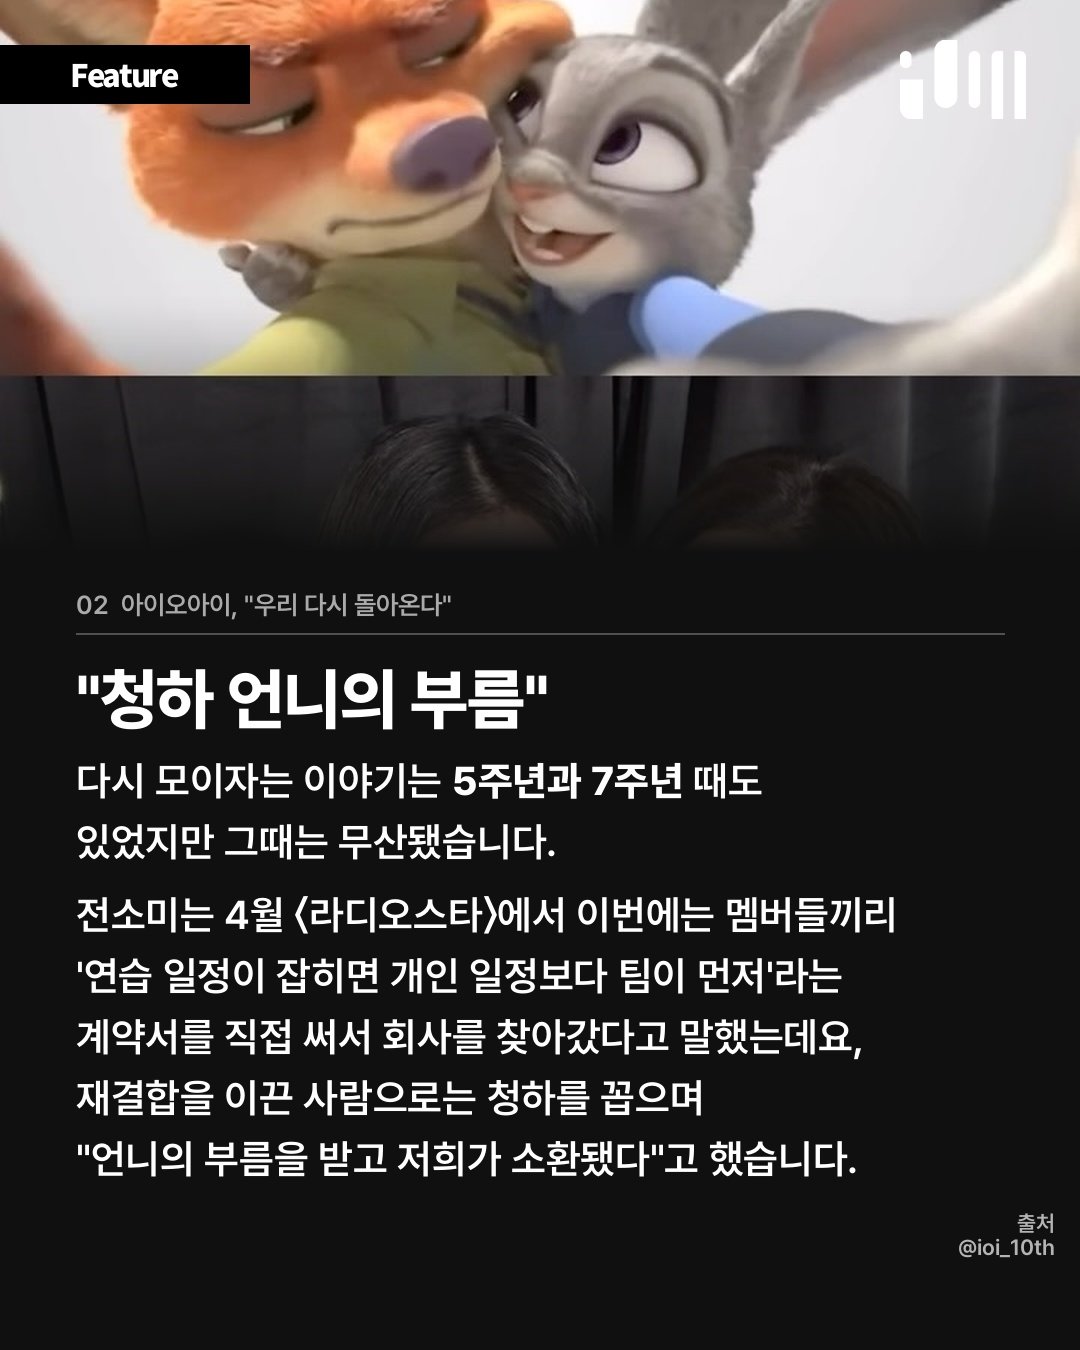 Feature
02 아이오아이, "우리 다시 돌아온다"
"청하 언니의 부름"
다시 모이자는 이야기는 5주년과 7주년 때도
있었지만 그때는 무산됐습니다.
전소미는 4월 〈라디오스타〉에서 이번에는 멤버들끼리
'연습 일정이 잡히면 개인 일정보다 팀이 먼저'라는
계약서를 직접 써서 회사를 찾아갔다고 말했는데요,
재결합을 이끈 사람으로는 청하를 꼽으며
"언니의 부름을 받고 저희가 소환됐다"고 했습니다.
출처
@ioi_10th